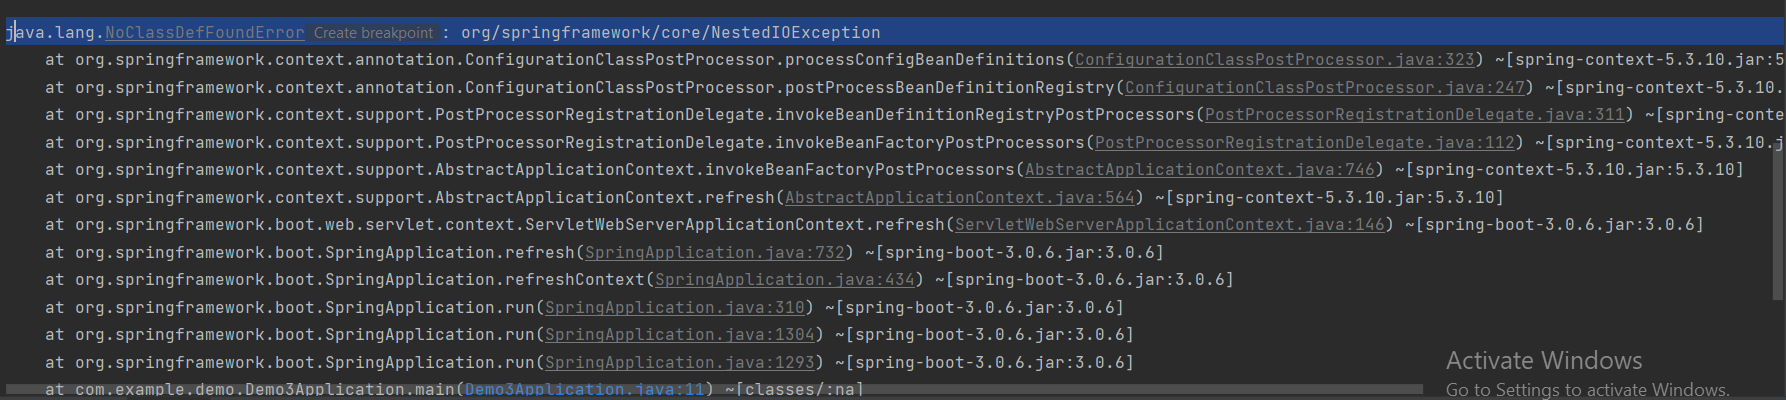 java.lang.NoClassDefFoundError Create breakpoint : org/springframework/core/NestedIOException
at org.springframework.context.annotation.ConfigurationClassPostProcessor.processConfigBeanDefinitions(ConfigurationClassPostProcessor.java:323) ~[spring-context-5.3.10.jar:5
at org.springframework.context.annotation.ConfigurationClassPostProcessor.postProcessBeanDefinitionRegistry(ConfigurationClassPostProcessor.java:247) ~[spring-context-5.3.10.
at org.springframework.context.support.PostProcessorRegistrationDelegate.invokeBeanDefinitionRegistryPostProcessors(PostProcessorRegistrationDelegate.java:311) ~[spring-conte
at org.springframework.context.support.PostProcessorRegistrationDelegate.invokeBeanFactoryPostProcessors(PostProcessorRegistrationDelegate.java:112) ~[spring-context-5.3.10.j
at org.springframework.context.support.AbstractApplicationContext.invokeBeanFactoryPostProcessors(AbstractApplicationContext.java:746) ~[spring-context-5.3.10.jar:5.3.10]
at org.springframework.context.support.AbstractApplicationContext.refresh(AbstractApplicationContext.java:564) ~[spring-context-5.3.10.jar:5.3.10]
at org.springframework.boot.web.servlet.context.ServletWebServerApplicationContext.refresh(ServletWebServerApplicationContext.java:146) ~[spring-boot-3.0.6.jar:3.0.6]
at org.springframework.boot.SpringApplication.refresh(SpringApplication.java:732) ~[spring-boot-3.0.6.jar:3.0.6]
at org.springframework.boot.SpringApplication.refreshContext(SpringApplication.java:434) ~[spring-boot-3.0.6.jar:3.0.6]
at org.springframework.boot.SpringApplication.run(SpringApplication.java:310) ~[spring-boot-3.0.6.jar:3.0.6]
at org.springframework.boot.SpringApplication.run(SpringApplication.java:1304) ~[spring-boot-3.0.6.jar:3.0.6]
at org.springframework.boot.SpringApplication.run(SpringApplication.java:1293) ~[spring-boot-3.0.6.jar:3.0.6]
at com.example.demo.Demo3Application.main(Demo3Application.java:11) ~[classes/:na]
Activate Windows
Go to Settings to activate Windows.